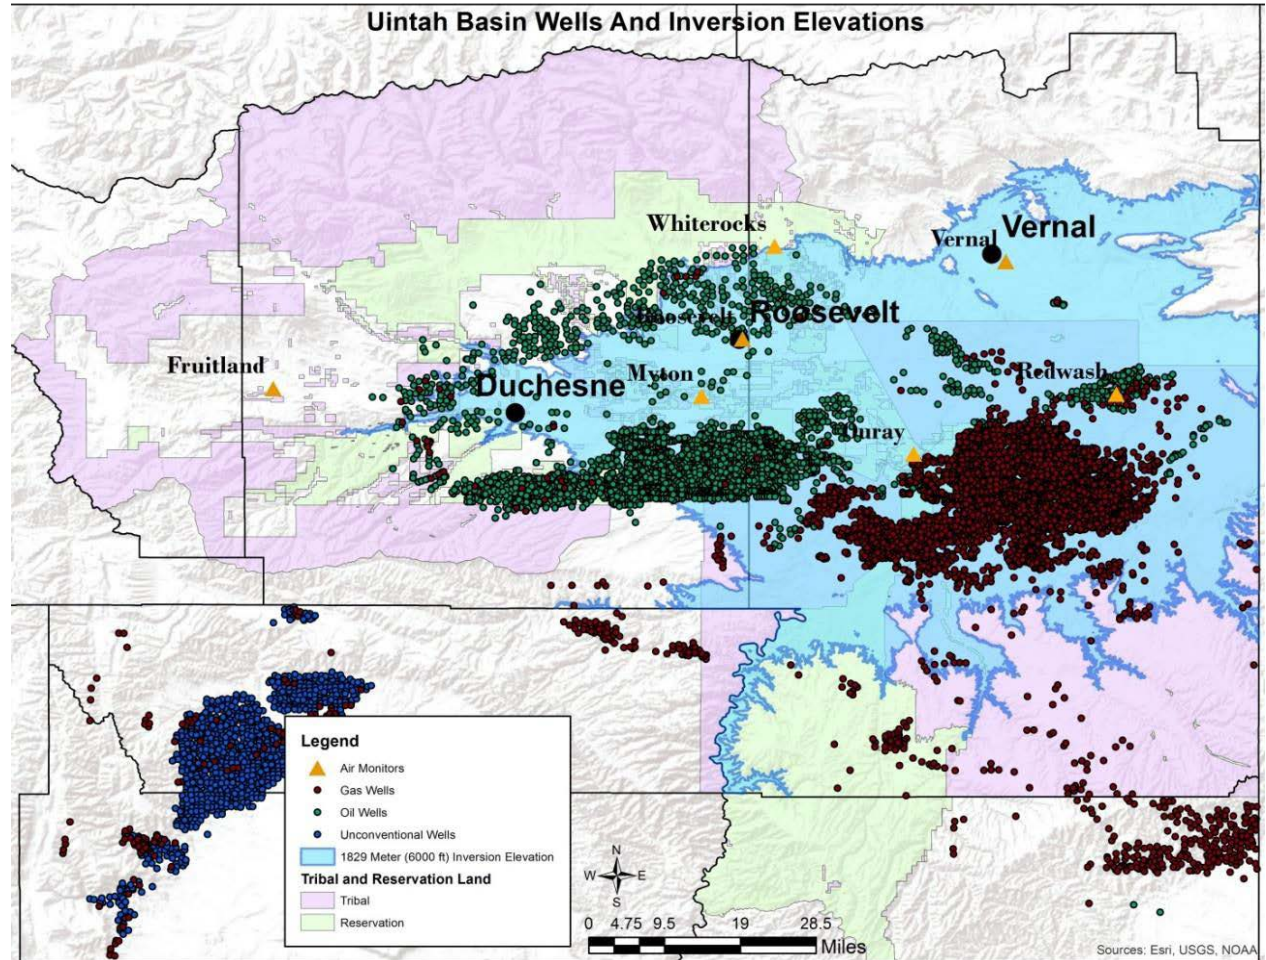 Uintah Basin Wells And Inversion Elevations
Whiterocks
Vernal
Vernal
Roosevelt
Roosevelt
Fruitland
Myton
Redwash
Duchesne
Ouray
Legend
Air Monitors
Gas Wells
Oil Wells
Unconventional Wells
1829 Meter (6000 ft) Inversion Elevation
Tribal and Reservation Land
Tribal
Reservation
N
W
E
S
0 4.75 9.5 19 28.5
Miles
Sources: Esri, USGS, NOAA